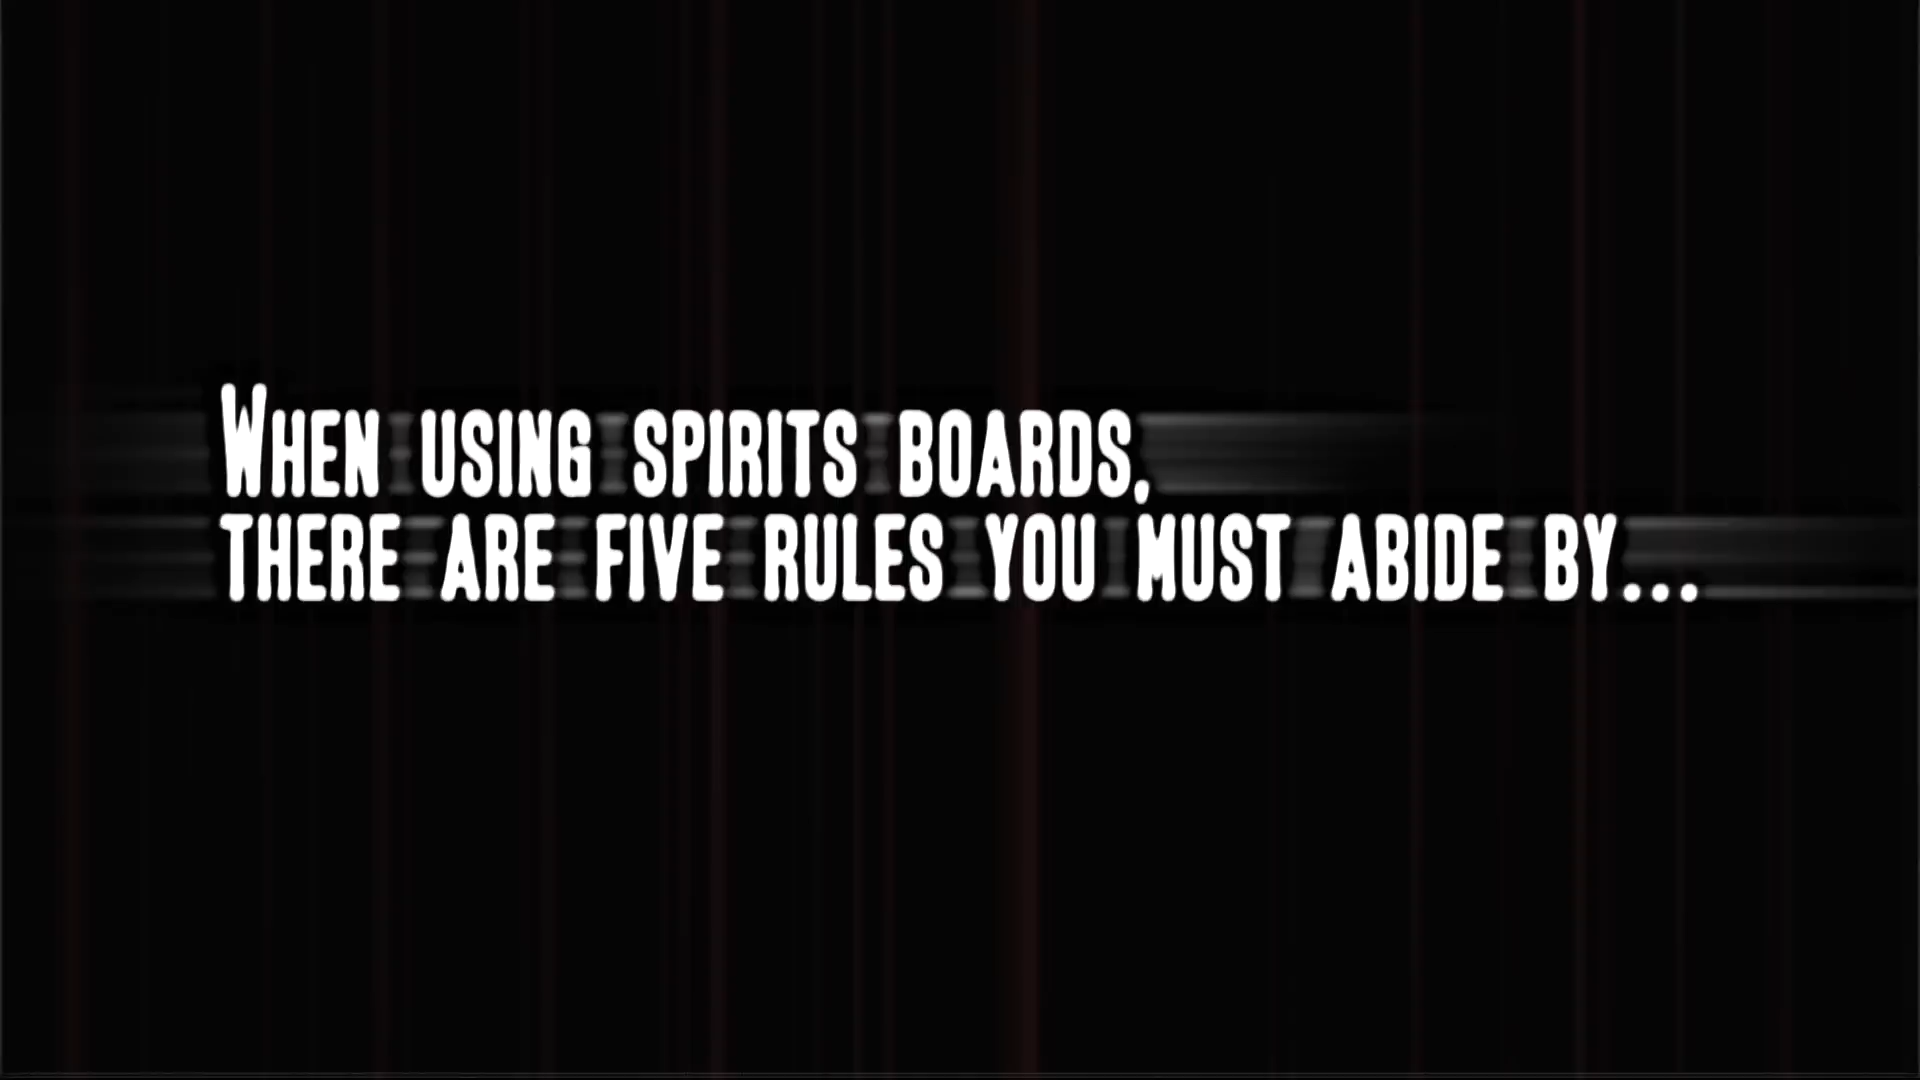 When using spirits boards,
there are five rules you must abide by...